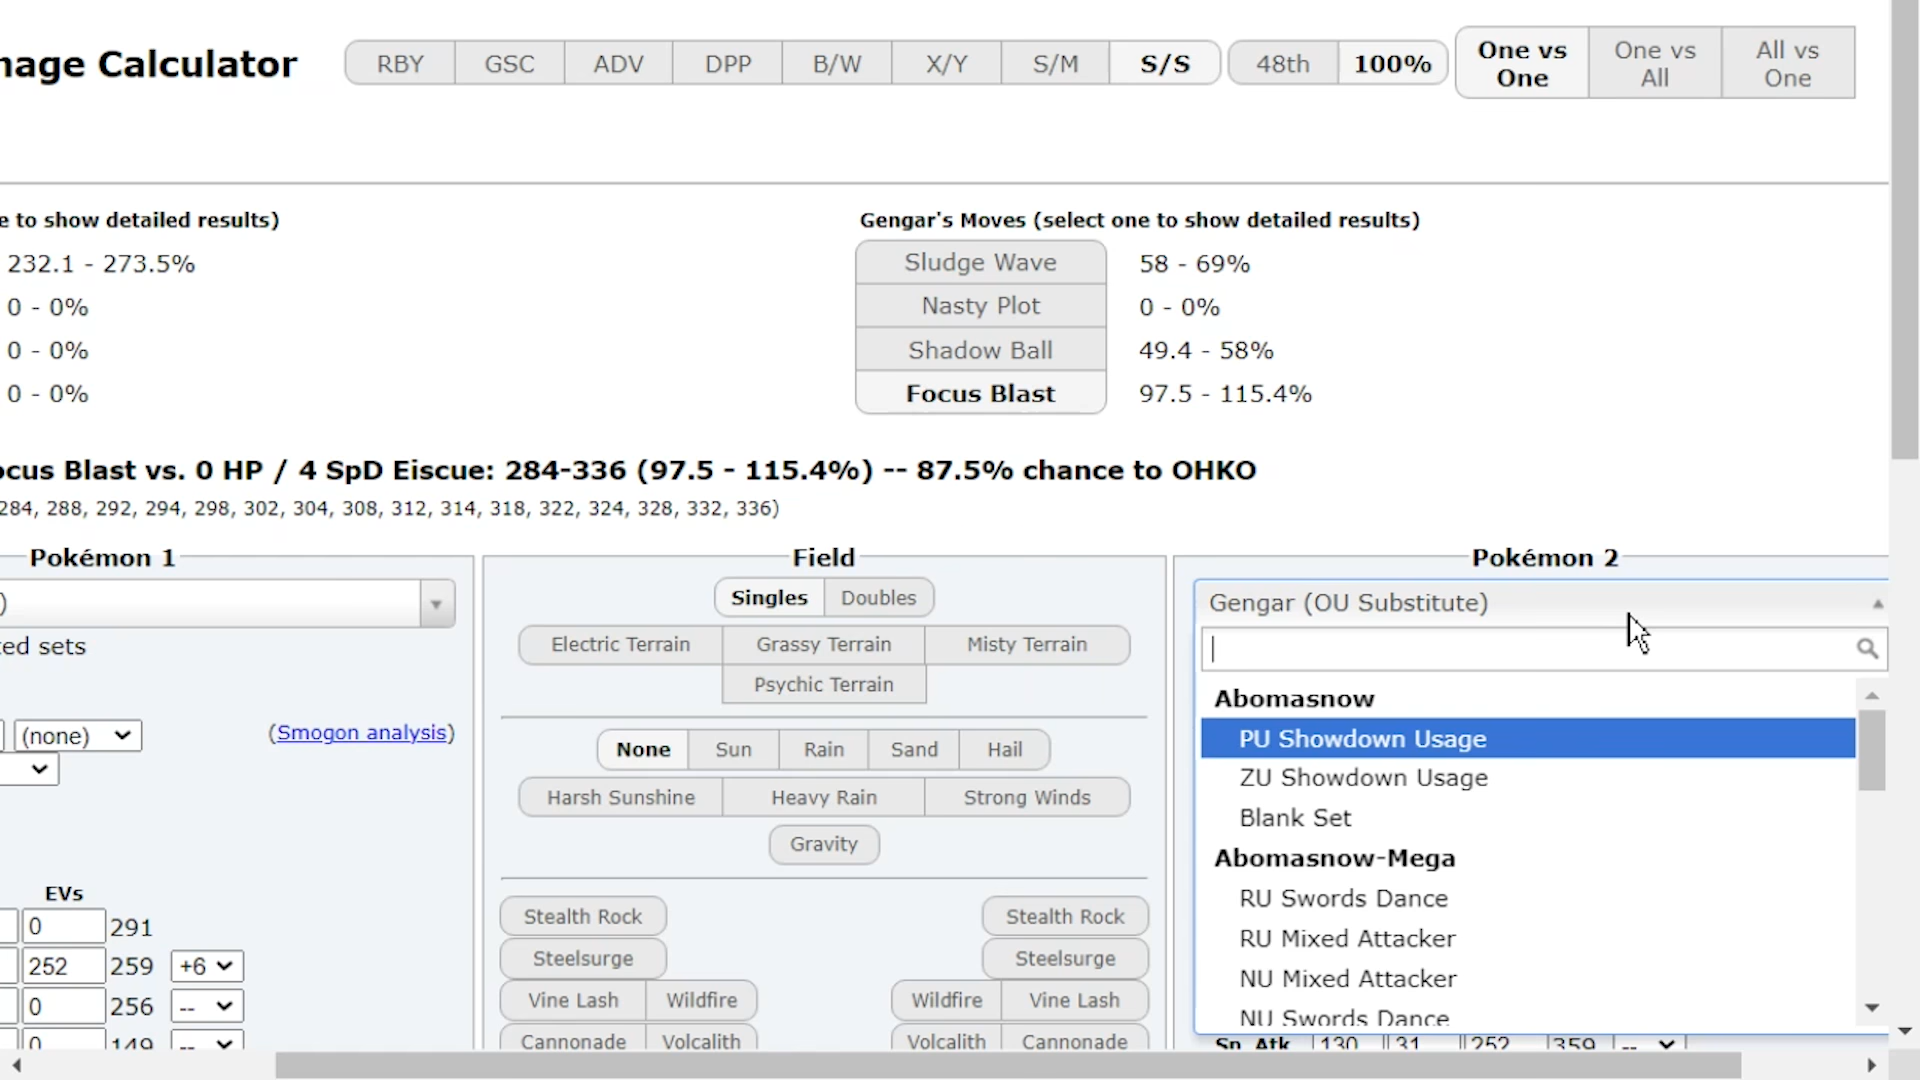 mage Calculator
RBY GSC ADV DPP B/W X/Y S/M S/S 48th 100% One vs One One vs All All vs One
e to show detailed results)
232.1 - 273.5%
0 - 0%
0 - 0%
0 - 0%
Gengar's Moves (select one to show detailed results)
Sludge Wave 58 - 69%
Nasty Plot 0 - 0%
Shadow Ball 49.4 - 58%
Focus Blast 97.5 - 115.4%
ocus Blast vs. 0 HP / 4 SpD Eiscue: 284-336 (97.5 - 115.4%) -- 87.5% chance to OHKO
284, 288, 292, 294, 298, 302, 304, 308, 312, 314, 318, 322, 324, 328, 332, 336)
Pokémon 1
)
ed sets
(none) (Smogon analysis)
EVs
0 291
252 259 +6
0 256 --
0 149 --
Field
Singles Doubles
Electric Terrain Grassy Terrain Misty Terrain
Psychic Terrain
None Sun Rain Sand Hail
Harsh Sunshine Heavy Rain Strong Winds
Gravity
Stealth Rock Stealth Rock
Steelsurge Steelsurge
Vine Lash Wildfire Wildfire Vine Lash
Cannonade Volcalith Volcalith Cannonade
Pokémon 2
Gengar (OU Substitute)
Abomasnow
PU Showdown Usage
ZU Showdown Usage
Blank Set
Abomasnow-Mega
RU Swords Dance
RU Mixed Attacker
NU Mixed Attacker
NU Swords Dance
Sp. Atk 130 31 252 359 --